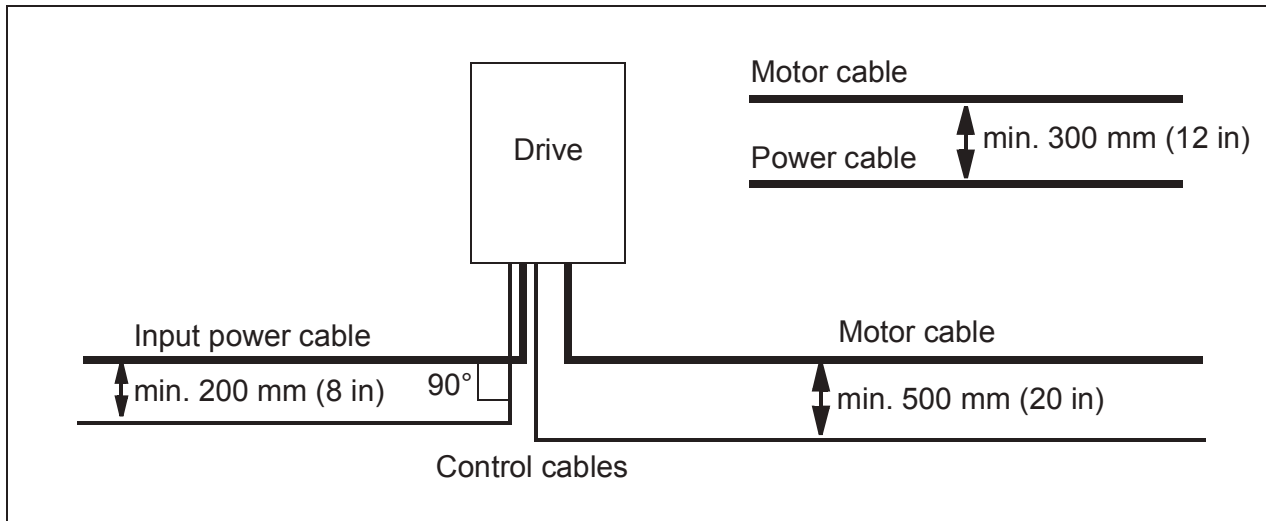 Motor cable
Drive
min. 300 mm (12 in)
Power cable
Input power cable
Motor cable
min. 200 mm (8 in)
90°
min. 500 mm (20 in)
Control cables